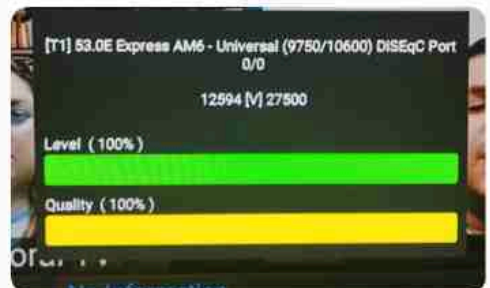 [T1] 53.0E Express AM6 - Universal (9750/10600) DISEqC Port
0/0
12594 [V] 27500
Level ( 100% )
Quality ( 100% )